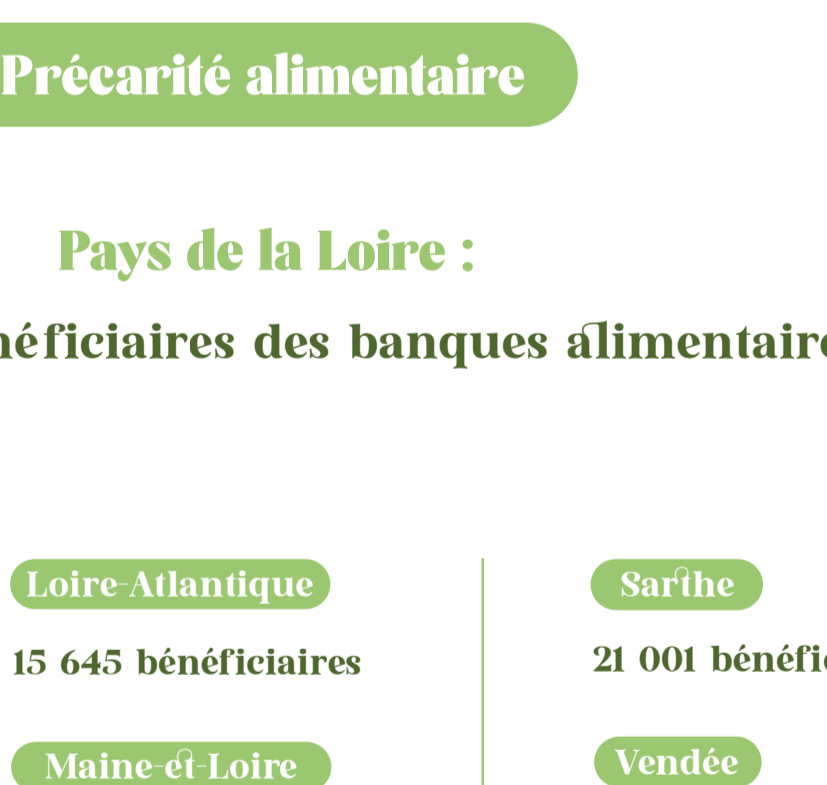 Précarité alimentaire
Pays de la Loire :
néficiaires des banques alimentaire
Loire-Atlantique
15 645 bénéficiaires
Maine-et-Loire
Sarthe
21 001 bénéfic
Vendée